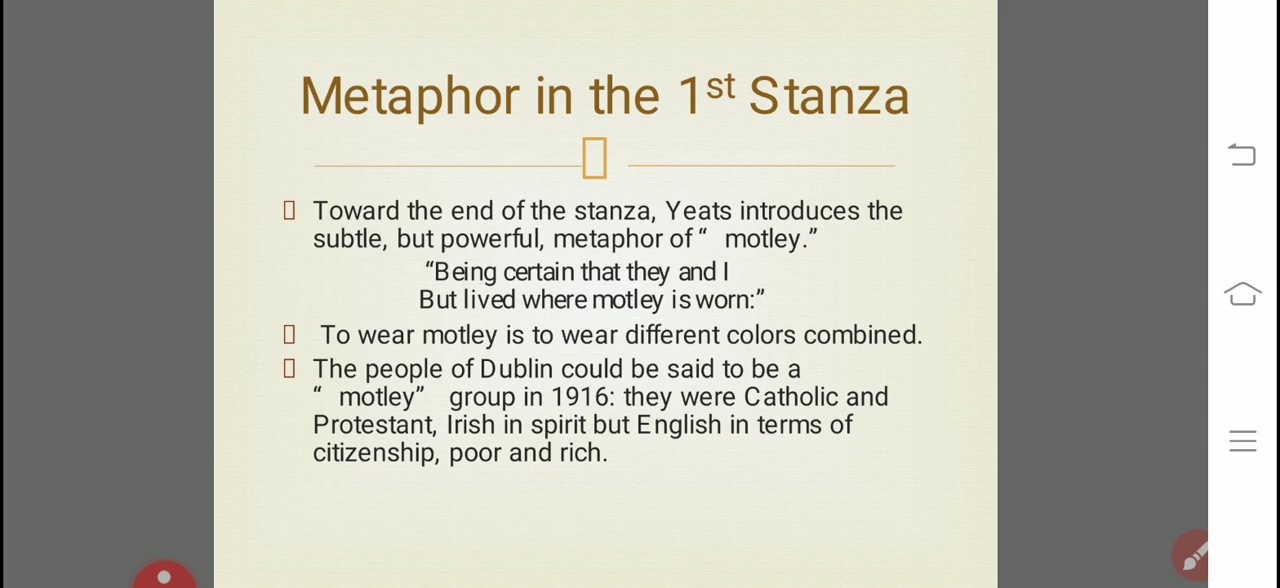 Metaphor in the 1st Stanza
Toward the end of the stanza, Yeats introduces the
subtle, but powerful, metaphor of “ motley.”
“Being certain that they and I
But lived where motley is worn:”
To wear motley is to wear different colors combined.
The people of Dublin could be said to be a
“ motley” group in 1916: they were Catholic and
Protestant, Irish in spirit but English in terms of
citizenship, poor and rich.